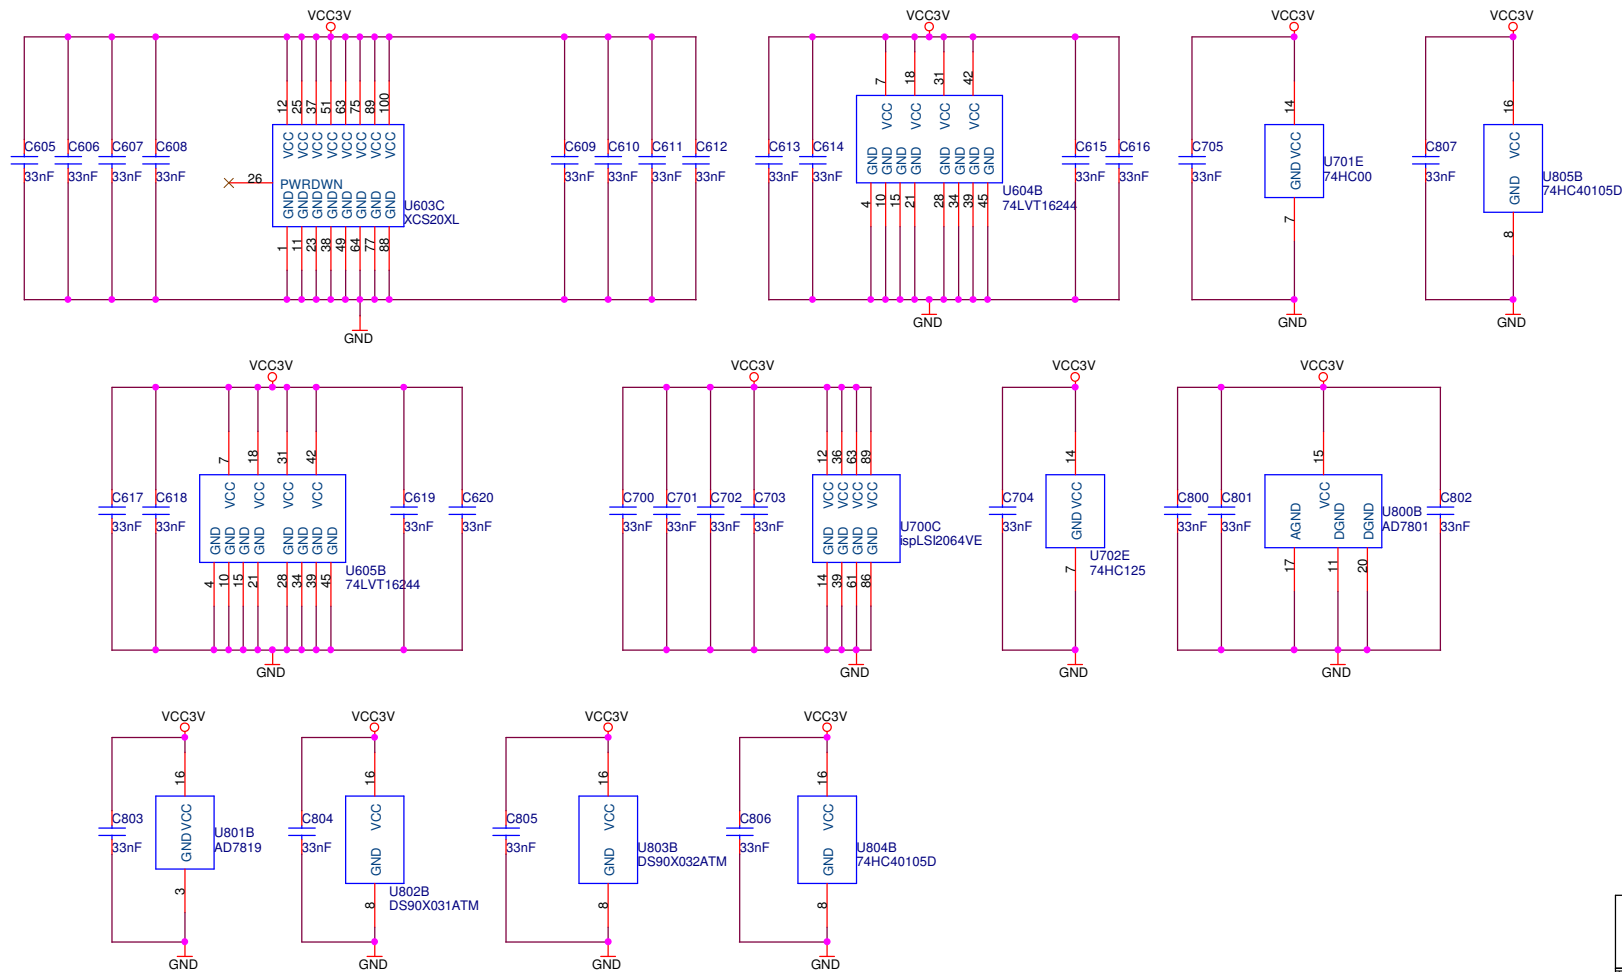 VCC3V VCC3V VCC3V VCC3V
12 25 37 51 63 75 89 100 7 18 31 42 14 16
C605 C606 C607 C608 VCC VCC VCC VCC VCC VCC VCC VCC C609 C610 C611 C612 C613 C614 VCC VCC VCC VCC C615 C616 C705 VCC C807 VCC
33nF 33nF 33nF 33nF 33nF 33nF 33nF 33nF 33nF 33nF 33nF 33nF 33nF 33nF
26 PWRDWN
GND GND GND GND GND GND GND GND GND GND GND GND GND GND GND GND GND GND
U603C
XCS20XL
U604B
74LVT16244
U701E
74HC00
U805B
74HC40105D
1 11 23 38 49 64 77 88 4 10 15 21 28 34 39 45 7 8
GND GND GND GND
VCC3V VCC3V VCC3V VCC3V
7 18 31 42 12 36 63 89 14 15
C617 C618 VCC VCC VCC VCC C619 C620 C700 C701 C702 C703 VCC VCC VCC VCC C704 VCC C800 C801 VCC C802
33nF 33nF 33nF 33nF 33nF 33nF 33nF 33nF 33nF 33nF 33nF 33nF
GND GND GND GND GND GND GND GND GND GND GND GND GND AGND DGND DGND
U605B
74LVT16244
U700C
ispLSI2064VE
U702E
74HC125
U800B
AD7801
4 10 15 21 28 34 39 45 14 39 61 86 7 17 11 20
GND GND GND GND
VCC3V VCC3V VCC3V VCC3V
16 16 16 16
C803 VCC C804 VCC C805 VCC C806 VCC
33nF 33nF 33nF 33nF
GND GND GND GND
U801B
AD7819
U802B
DS90X031ATM
U803B
DS90X032ATM
U804B
74HC40105D
3 8 8 8
GND GND GND GND